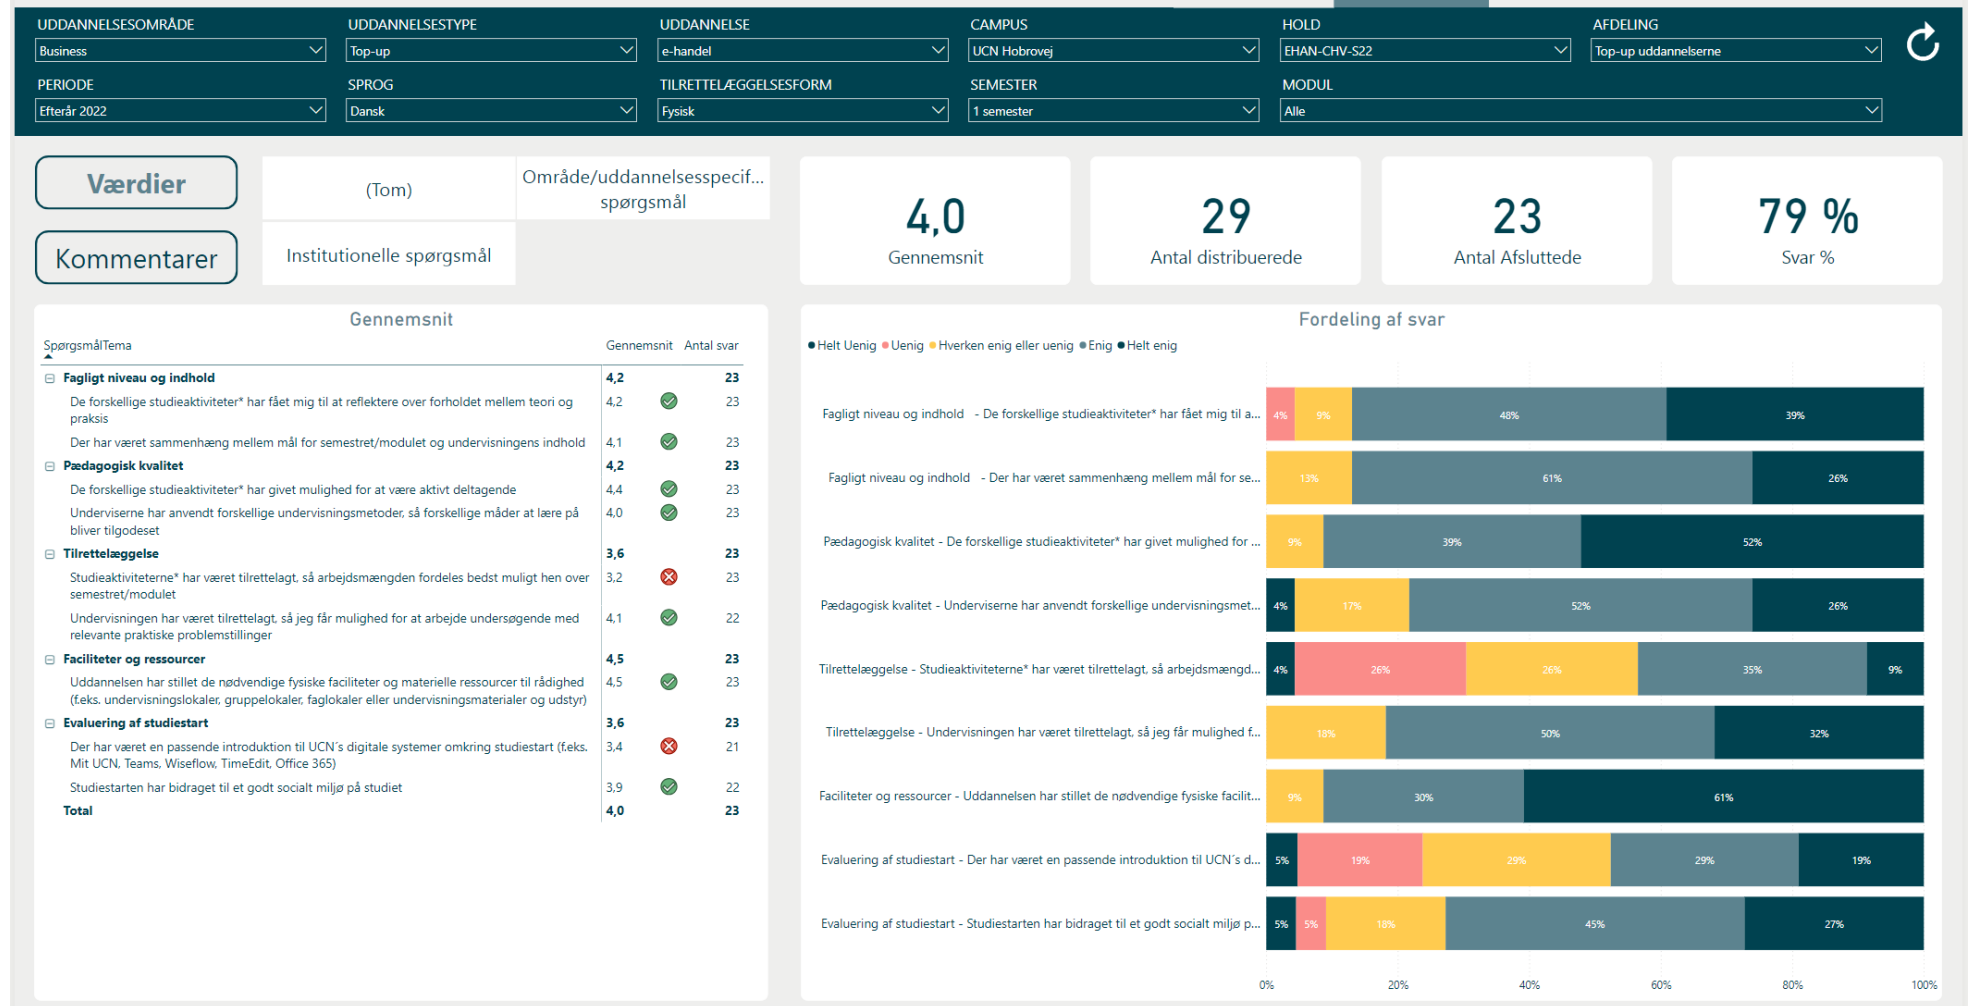 UDDANNELSESOMRÅDE
Business
UDDANNELSESTYPE
Top-up
UDDANNELSE
e-handel
CAMPUS
UCN Hobrovej
HOLD
EHAN-CHV-S22
AFDELING
Top-up uddannelserne
PERIODE
Efterår 2022
SPROG
Dansk
TILRETTELÆGGELSESFORM
Fysisk
SEMESTER
1 semester
MODUL
Alle
Værdier
Kommentarer
(Tom)
Område/uddannelsesspecif...
spørgsmål
Institutionelle spørgsmål
4,0
Gennemsnit
29
Antal distribuerede
23
Antal Afsluttede
79 %
Svar %
Gennemsnit
SpørgsmålTema Gennemsnit Antal svar
Fagligt niveau og indhold 4,2 23
De forskellige studieaktiviteter* har fået mig til at reflektere over forholdet mellem teori og 4,2 23
praksis
Der har været sammenhæng mellem mål for semestret/modulet og undervisningens indhold 4,1 23
Pædagogisk kvalitet 4,2 23
De forskellige studieaktiviteter* har givet mulighed for at være aktivt deltagende 4,4 23
Underviserne har anvendt forskellige undervisningsmetoder, så forskellige måder at lære på 4,0 23
bliver tilgodeset
Tilrettelæggelse 3,6 23
Studieaktiviteterne* har været tilrettelagt, så arbejdsmængden fordeles bedst muligt hen over 3,2 23
semestret/modulet
Undervisningen har været tilrettelagt, så jeg får mulighed for at arbejde undersøgende med 4,1 22
relevante praktiske problemstillinger
Faciliteter og ressourcer 4,5 23
Uddannelsen har stillet de nødvendige fysiske faciliteter og materielle ressourcer til rådighed 4,5 23
(f.eks. undervisningslokaler, gruppelokaler, faglokaler eller undervisningsmaterialer og udstyr)
Evaluering af studiestart 3,6 23
Der har været en passende introduktion til UCN´s digitale systemer omkring studiestart (f.eks. 3,4 21
Mit UCN, Teams, Wiseflow, TimeEdit, Office 365)
Studiestarten har bidraget til et godt socialt miljø på studiet 3,9 22
Total 4,0 23
Fordeling af svar
Helt Uenig Uenig Hverken enig eller uenig Enig Helt enig
Fagligt niveau og indhold - De forskellige studieaktiviteter* har fået mig til a... 4% 9% 48% 39%
Fagligt niveau og indhold - Der har været sammenhæng mellem mål for se... 13% 61% 26%
Pædagogisk kvalitet - De forskellige studieaktiviteter* har givet mulighed for ... 9% 39% 52%
Pædagogisk kvalitet - Underviserne har anvendt forskellige undervisningsmet... 4% 17% 52% 26%
Tilrettelæggelse - Studieaktiviteterne* har været tilrettelagt, så arbejdsmængd... 4% 26% 26% 35% 9%
Tilrettelæggelse - Undervisningen har været tilrettelagt, så jeg får mulighed f... 18% 50% 32%
Faciliteter og ressourcer - Uddannelsen har stillet de nødvendige fysiske facilit... 9% 30% 61%
Evaluering af studiestart - Der har været en passende introduktion til UCN´s d... 5% 19% 29% 29% 19%
Evaluering af studiestart - Studiestarten har bidraget til et godt socialt miljø p... 5% 5% 18% 45% 27%
0% 20% 40% 60% 80% 100%